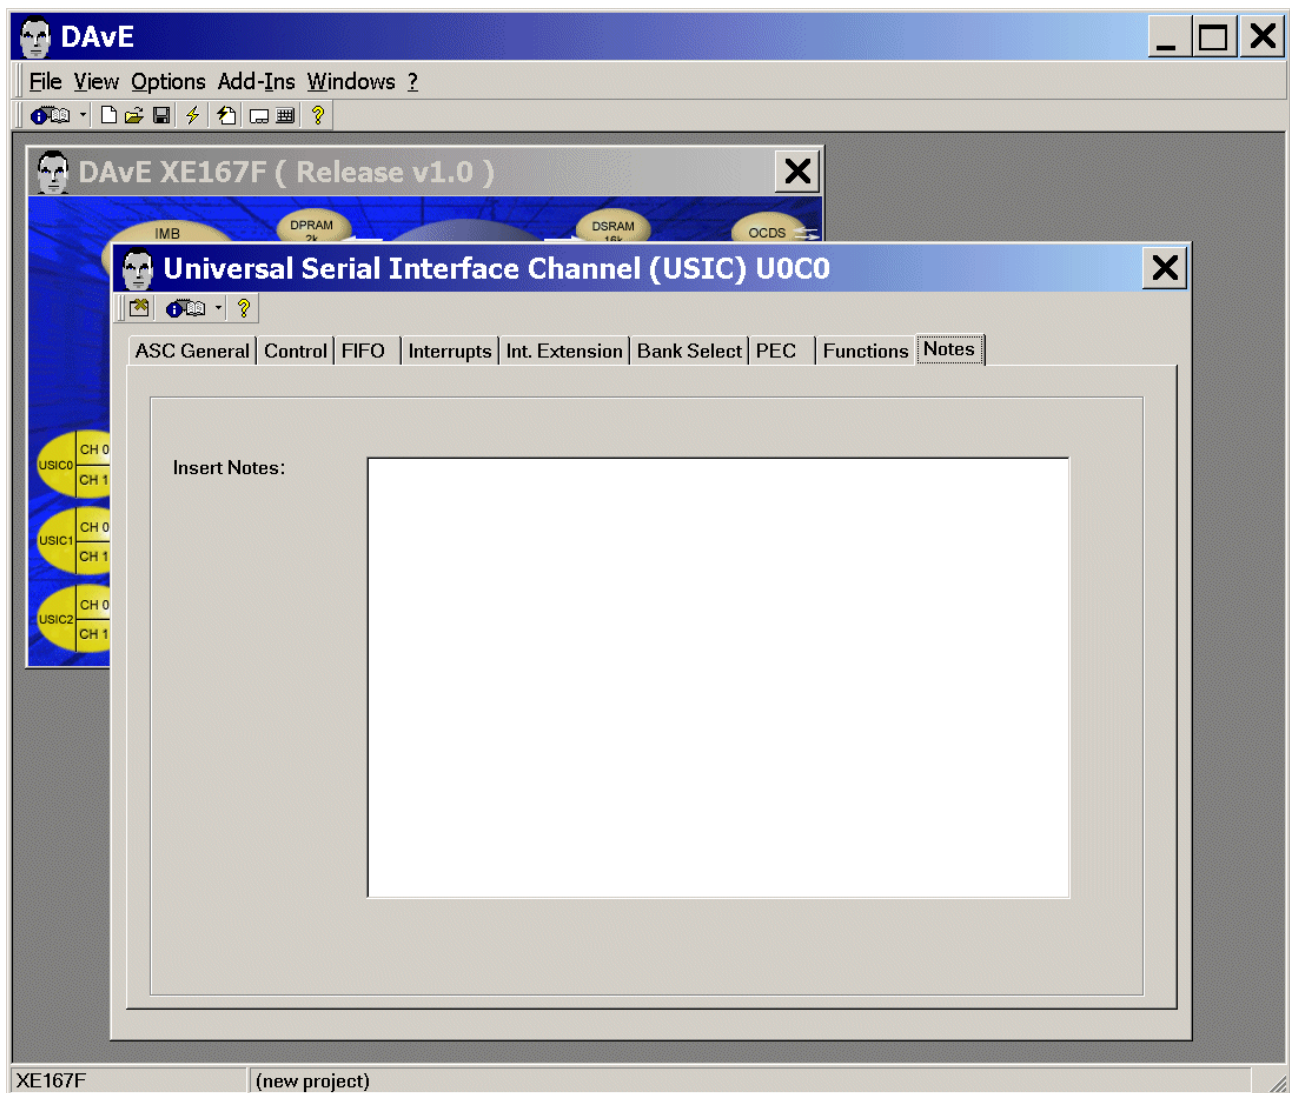 DAvE
File View Options Add-Ins Windows ?
DAvE XE167F ( Release v1.0 )
IMB
DPRAM
2k
DSRAM
16k
OCDS
Universal Serial Interface Channel (USIC) U0C0
ASC General Control FIFO Interrupts Int. Extension Bank Select PEC Functions Notes
Insert Notes:
USIC0
CH 0
CH 1
USIC1
CH 0
CH 1
USIC2
CH 0
CH 1
XE167F (new project)